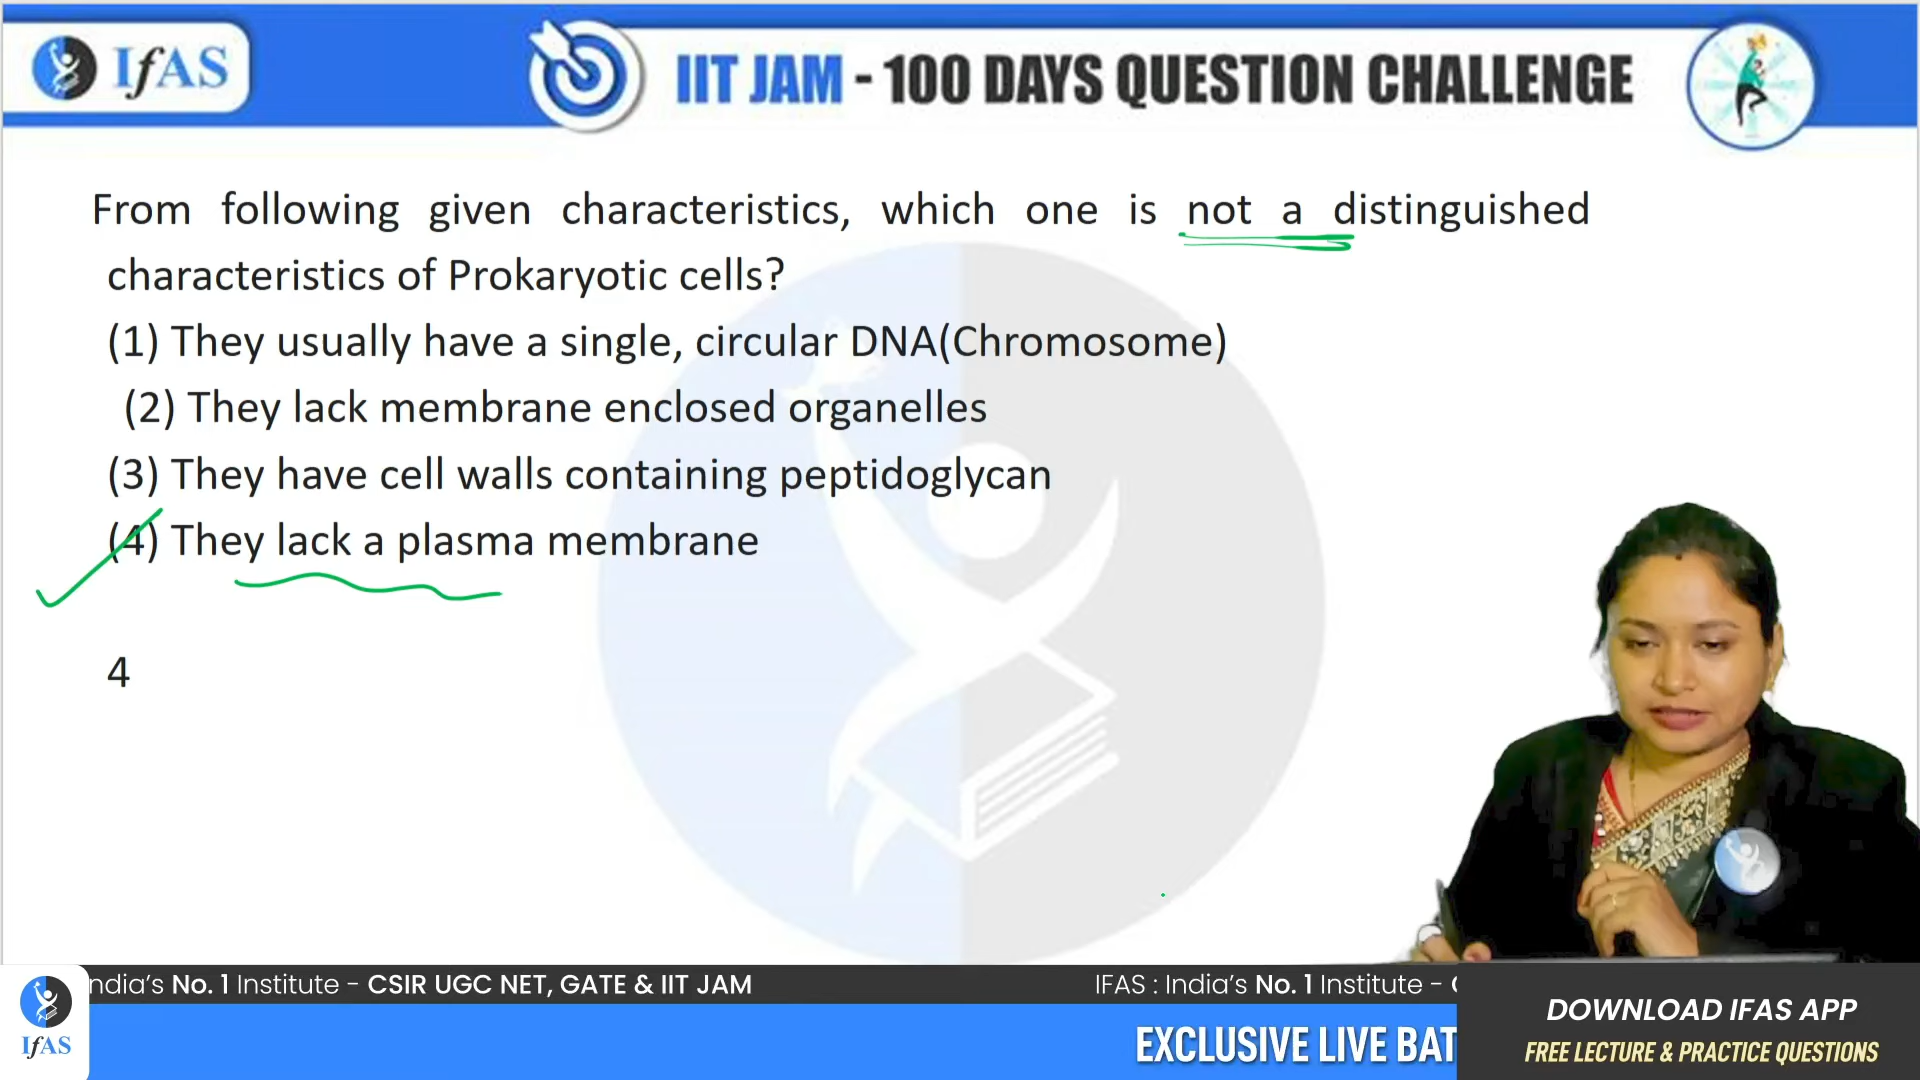 IfAS
IIT JAM - 100 DAYS QUESTION CHALLENGE
From following given characteristics, which one is not a distinguished
characteristics of Prokaryotic cells?
(1) They usually have a single, circular DNA(Chromosome)
(2) They lack membrane enclosed organelles
(3) They have cell walls containing peptidoglycan
(4) They lack a plasma membrane
4
ndia's No. 1 Institute - CSIR UGC NET, GATE & IIT JAM
IFAS : India's No. 1 Institute -
IfAS
EXCLUSIVE LIVE BAT
DOWNLOAD IFAS APP
FREE LECTURE & PRACTICE QUESTIONS